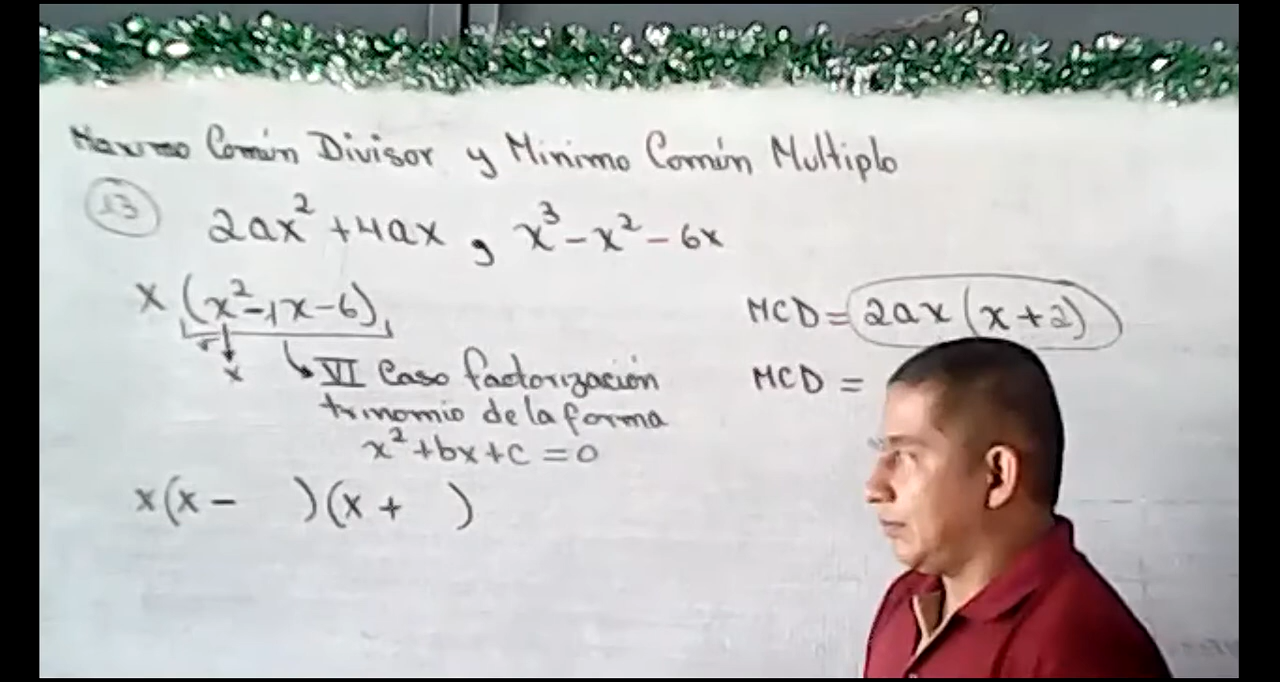 Maximo Común Divisor y Minimo Común Multiplo
13 2ax² + 4ax , x³ - x² - 6x
x (x² - 1x - 6)
x
VI Caso factorización
trinomio de la forma
x² + bx + c = 0
x(x -   )(x +   )
MCD = 2ax (x + 2)
MCD =